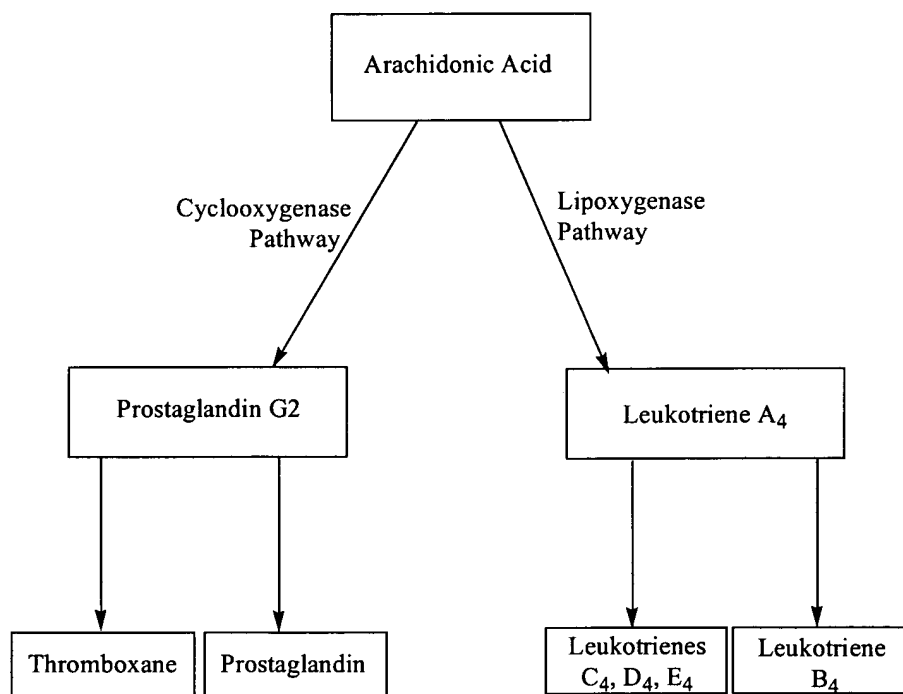 Arachidonic Acid
Cyclooxygenase
Pathway
Lipoxygenase
Pathway
Prostaglandin G2
Leukotriene A₄
Thromboxane
Prostaglandin
Leukotrienes
C₄, D₄, E₄
Leukotriene
B₄